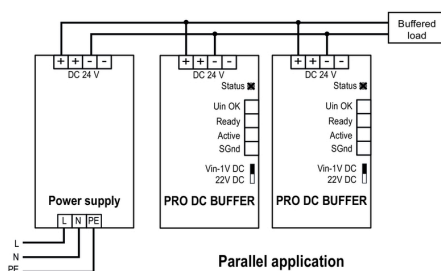 Buffered
load
+ + - -
DC 24 V
Power supply
L N PE
L
N
PE
+ + - -
DC 24 V
Status
Uin OK
Ready
Active
SGnd
Vin-1V DC
22V DC
PRO DC BUFFER
+ + - -
DC 24 V
Status
Uin OK
Ready
Active
SGnd
Vin-1V DC
22V DC
PRO DC BUFFER
Parallel application